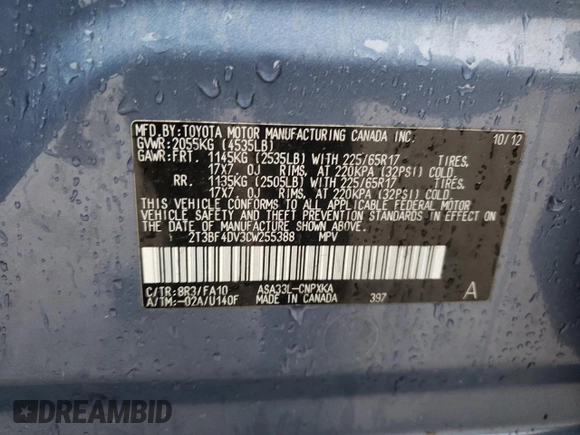 MFD.BY:TOYOTA MOTOR MANUFACTURING CANADA INC. 10/12
GVWR:2055KG (4535LB)
GAWR:FRT. 1145KG (2535LB) WITH 225/65R17 TIRES.
17X7.0J RIMS, AT 220KPA (32PSI) COLD.
RR. 1135KG (2505LB) WITH 225/65R17 TIRES.
17X7.0J RIMS, AT 220KPA (32PSI) COLD.
THIS VEHICLE CONFORMS TO ALL APPLICABLE FEDERAL MOTOR
VEHICLE SAFETY AND THEFT PREVENTION STANDARDS IN EFFECT
ON THE DATE OF MANUFACTURE SHOWN ABOVE.
2T3BF4DV3CW255388 MPV
C/TR:8R3/FA10 ASA33L-CNPXKA
A/TM:-02A/U140F MADE IN CANADA 397 A
DREAMBID